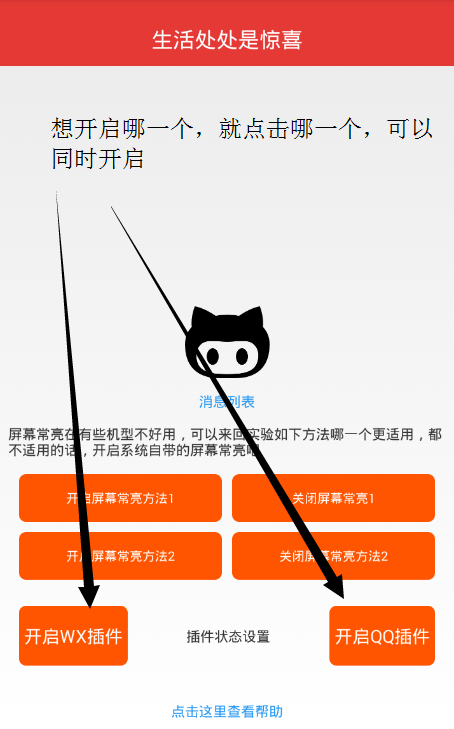 生活处处是惊喜
想开启哪一个，就点击哪一个，可以
同时开启
消息列表
屏幕常亮在有些机型不好用，可以来回实验如下方法哪一个更适用，都
不适用的话，开启系统自带的屏幕常亮吧
开启屏幕常亮方法1
关闭屏幕常亮1
开启屏幕常亮方法2
关闭屏幕常亮方法2
开启WX插件
插件状态设置
开启QQ插件
点击这里查看帮助